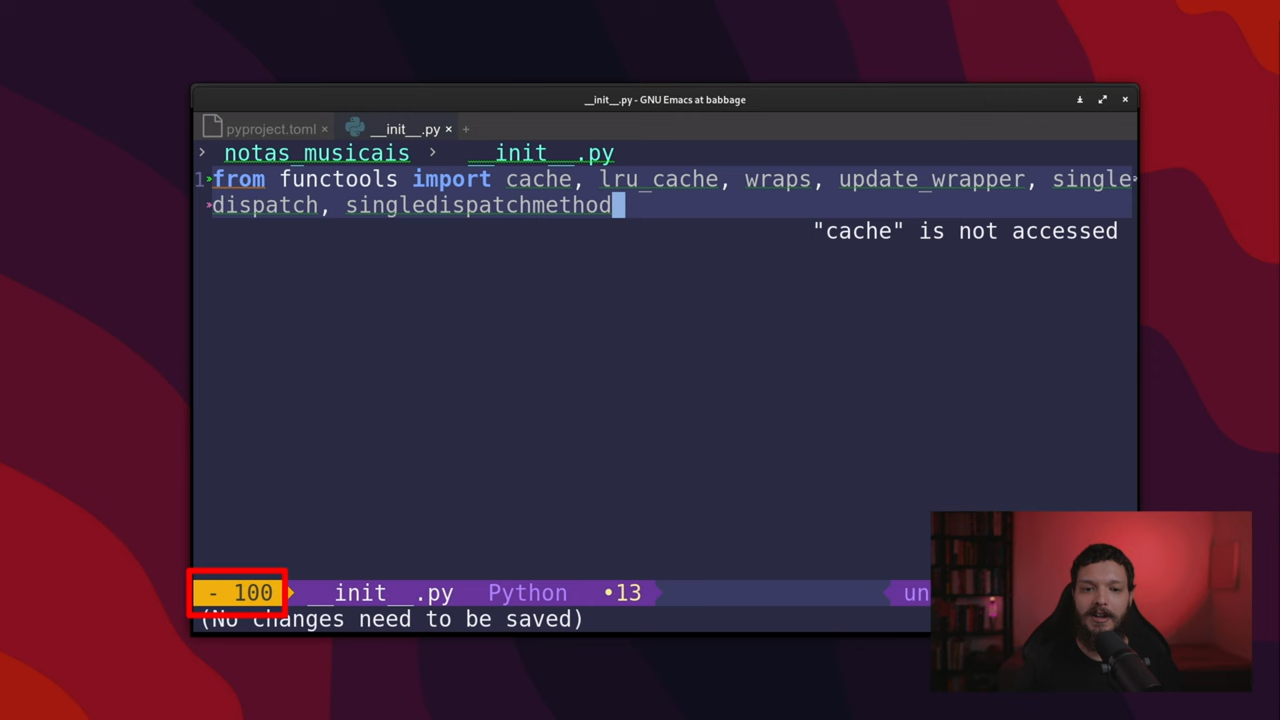 __init__.py - GNU Emacs at babbage
pyproject.toml × __init__.py × +
› notas_musicais › __init__.py
1 from functools import cache, lru_cache, wraps, update_wrapper, single
dispatch, singledispatchmethod
"cache" is not accessed
- 100 __init__.py Python •13 un
(No changes need to be saved)